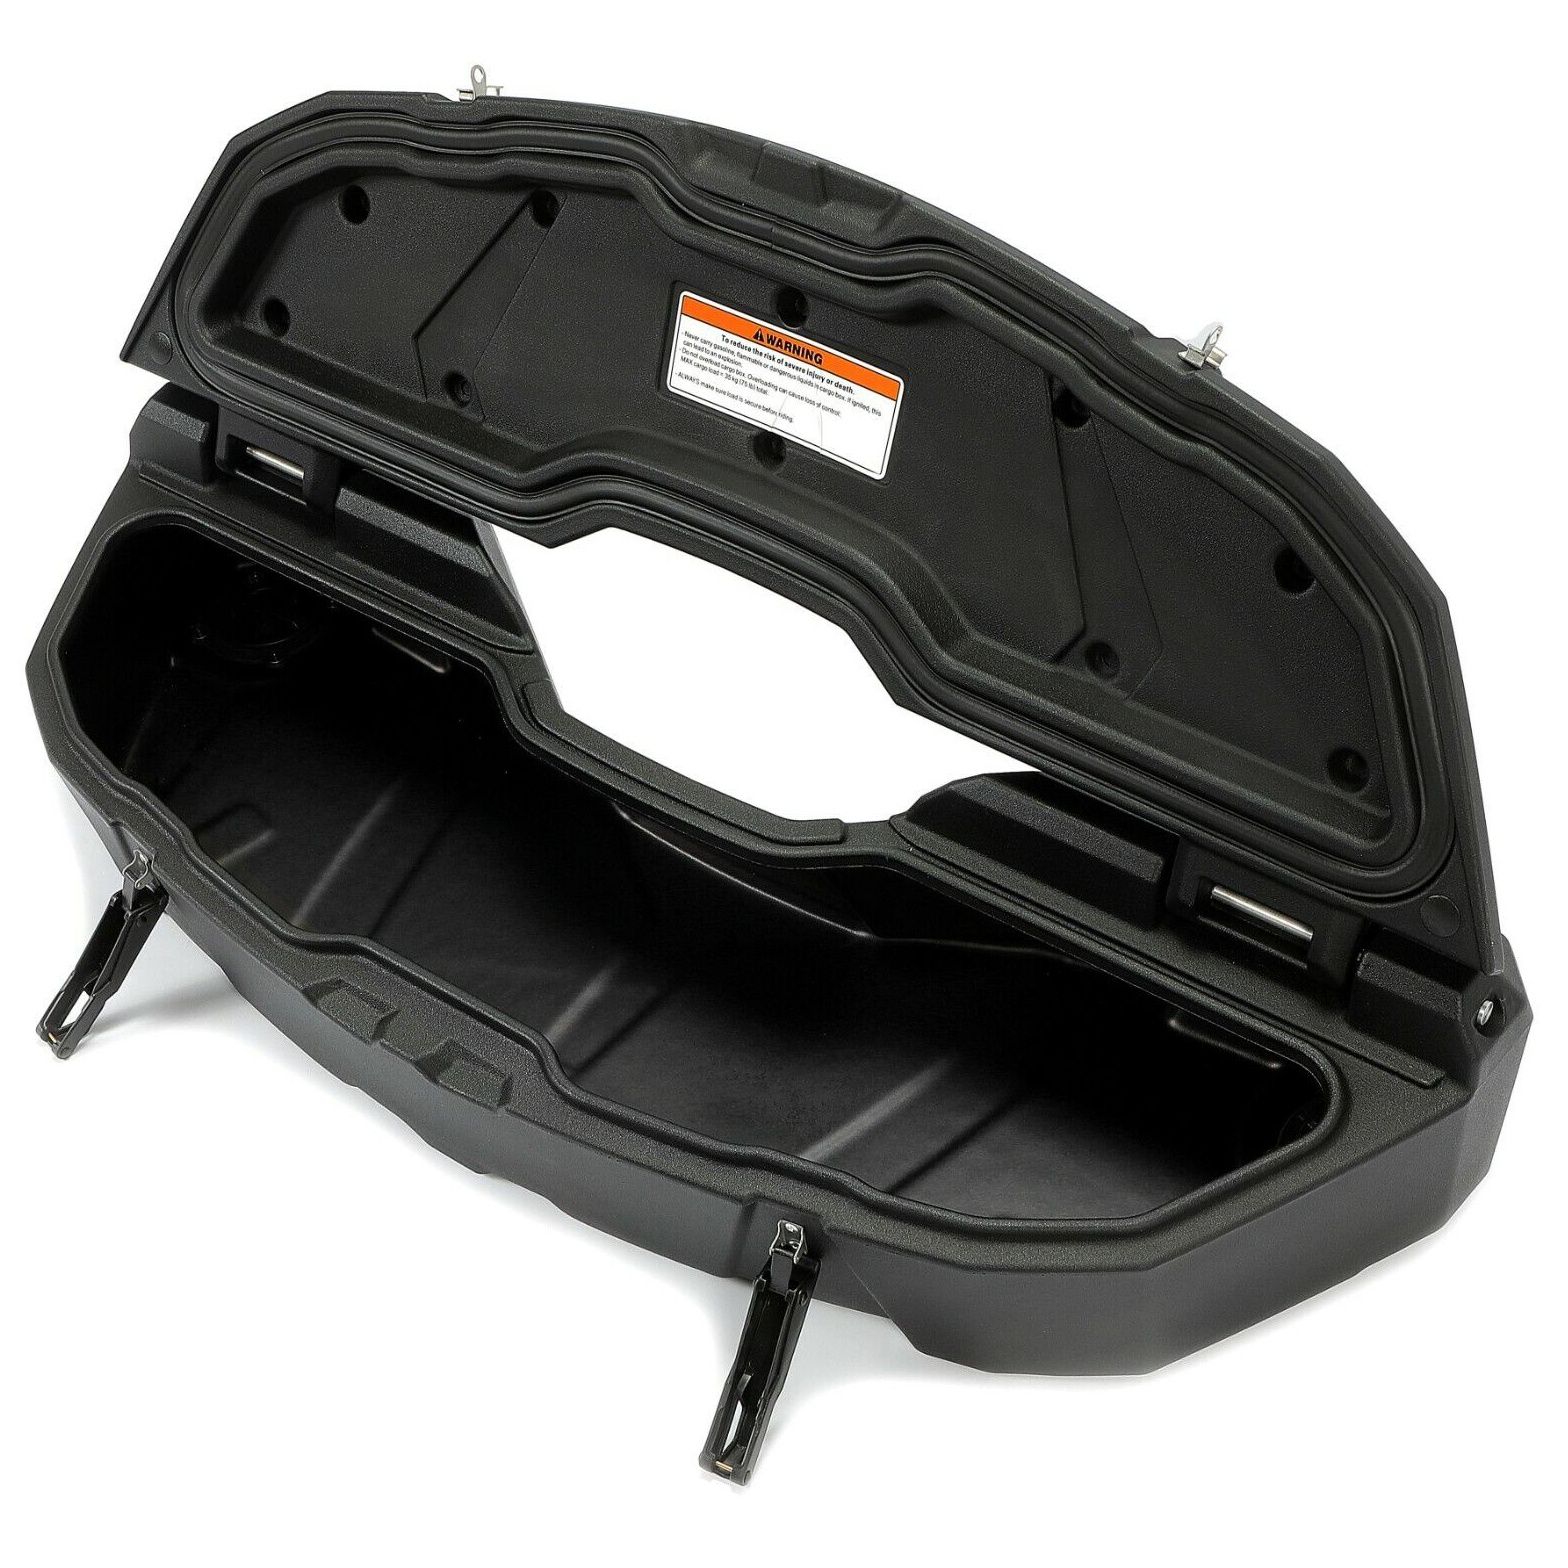 ⚠WARNING
To reduce the risk of severe injury or death.
- Never carry gasoline, flammable or dangerous liquids in cargo box. If ignited, this
can lead to an explosion.
- Do not overload cargo box. Overloading can cause loss of control.
MAX cargo load = 35 kg (75 lb) total.
- ALWAYS make sure load is secure before riding.